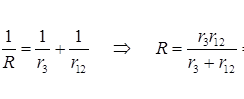 1/R = 1/r₃ + 1/r₁₂ ⇒ R = r₃r₁₂/(r₃ + r₁₂) =